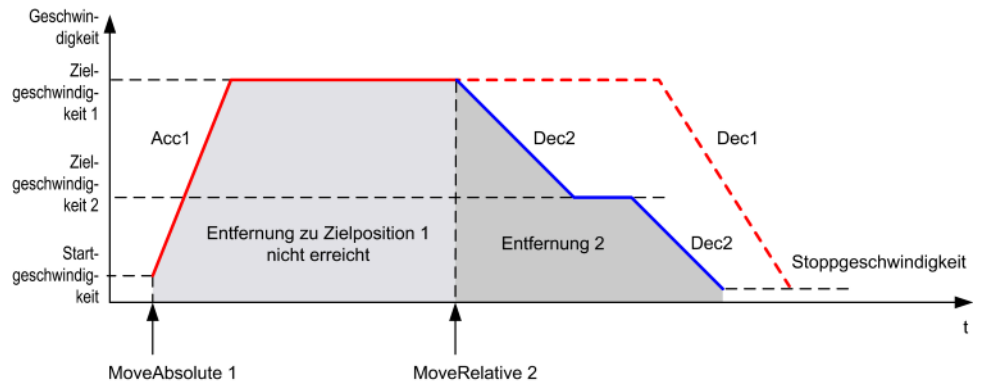 Geschwin-
digkeit
Ziel-
geschwindig-
keit 1
Acc1
Dec2
Dec1
Ziel-
geschwindig-
keit 2
Entfernung zu Zielposition 1
nicht erreicht
Entfernung 2
Dec2
Start-
geschwindig-
keit
Stoppgeschwindigkeit
t
MoveAbsolute 1
MoveRelative 2